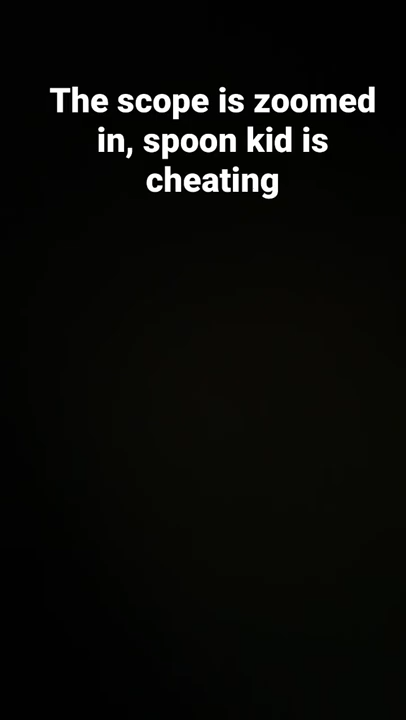 The scope is zoomed
in, spoon kid is
cheating